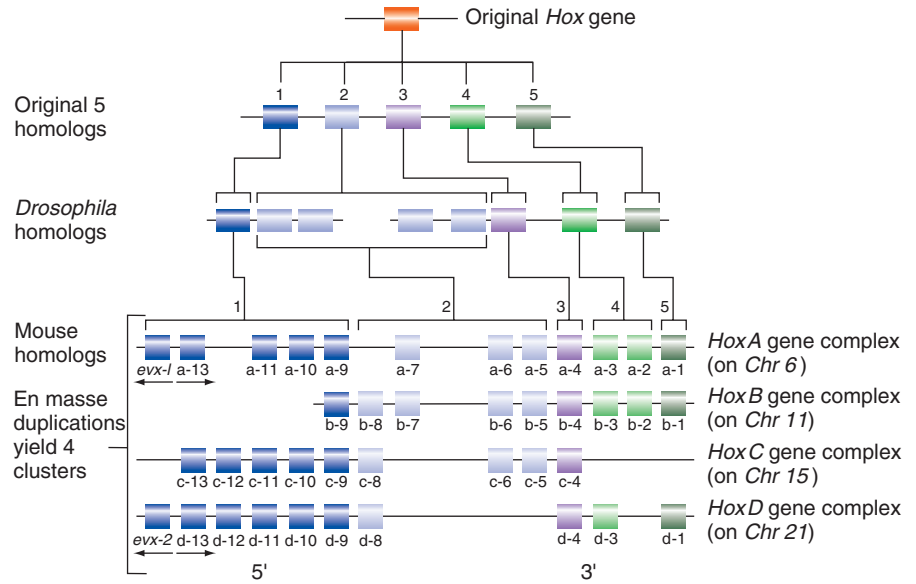 Original Hox gene
1 2 3 4 5
Original 5
homologs
Drosophila
homologs
1 2 3 4 5
Mouse
homologs
evx-l a-13 a-11 a-10 a-9 a-7 a-6 a-5 a-4 a-3 a-2 a-1
HoxA gene complex
(on Chr 6)
En masse
duplications
yield 4
clusters
b-9 b-8 b-7 b-6 b-5 b-4 b-3 b-2 b-1
HoxB gene complex
(on Chr 11)
c-13 c-12 c-11 c-10 c-9 c-8 c-6 c-5 c-4
HoxC gene complex
(on Chr 15)
evx-2 d-13 d-12 d-11 d-10 d-9 d-8 d-4 d-3 d-1
HoxD gene complex
(on Chr 21)
5' 3'